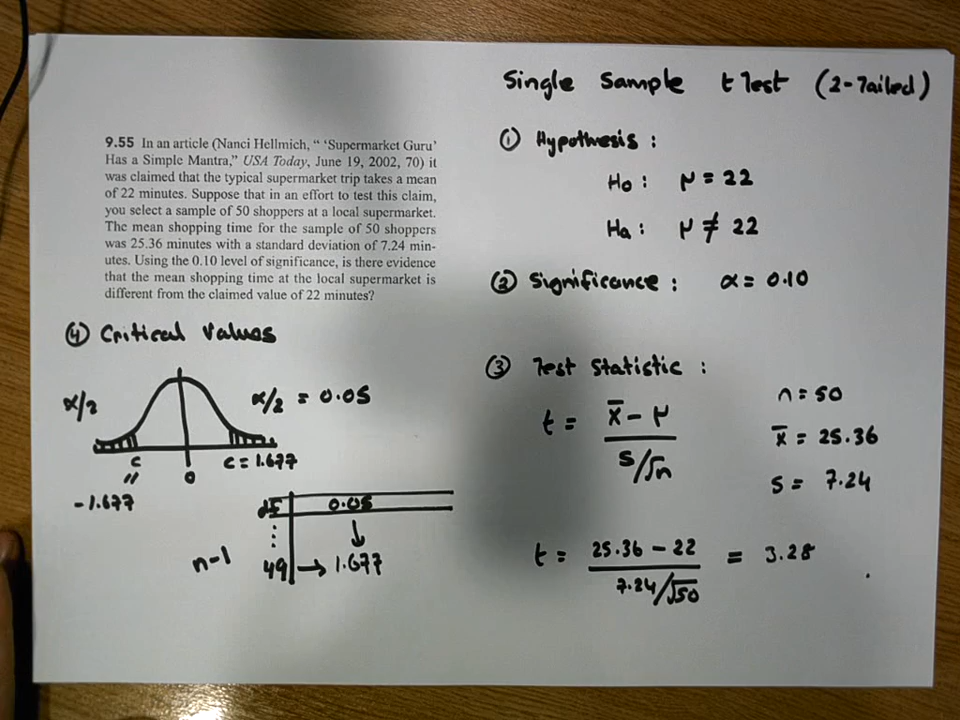 Single Sample t Test (2-Tailed)
9.55 In an article (Nanci Hellmich, “ ‘Supermarket Guru’
Has a Simple Mantra,” USA Today, June 19, 2002, 70) it
was claimed that the typical supermarket trip takes a mean
of 22 minutes. Suppose that in an effort to test this claim,
you select a sample of 50 shoppers at a local supermarket.
The mean shopping time for the sample of 50 shoppers
was 25.36 minutes with a standard deviation of 7.24 min-
utes. Using the 0.10 level of significance, is there evidence
that the mean shopping time at the local supermarket is
different from the claimed value of 22 minutes?
① Hypothesis :
Ho : μ = 22
Ha : μ ≠ 22
② Significance : α = 0.10
③ Test Statistic :
t = x̄ - μ / s/√n
n = 50
x̄ = 25.36
s = 7.24
t = 25.36 - 22 / 7.24/√50 = 3.28
④ Critical Values
α/2
α/2 = 0.05
c
0
c = 1.677
"
-1.677
df 0.05
↓
n-1 49 → 1.677